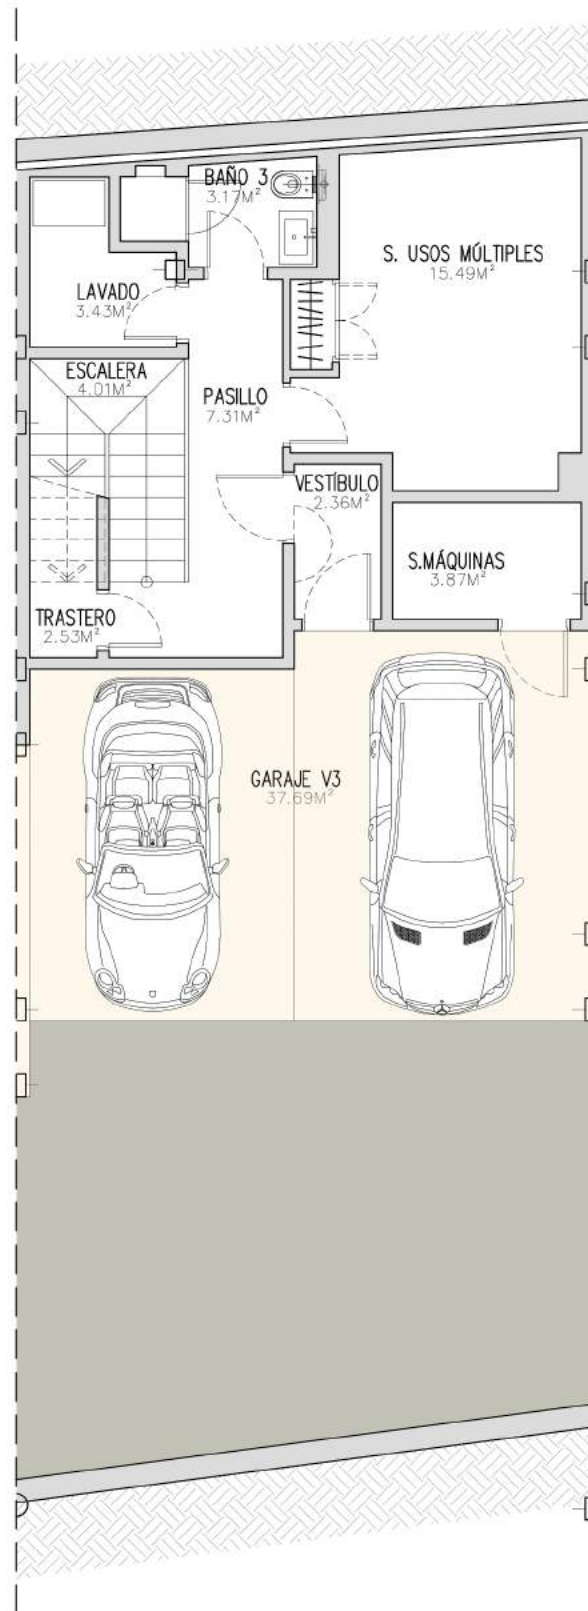 BAÑO 3
3.17M²
S. USOS MÚLTIPLES
15.49M²
LAVADO
3.43M²
ESCALERA
4.01M²
PASILLO
7.31M²
VESTÍBULO
2.36M²
S.MÁQUINAS
3.87M²
TRASTERO
2.53M²
GARAJE V3
37.69M²